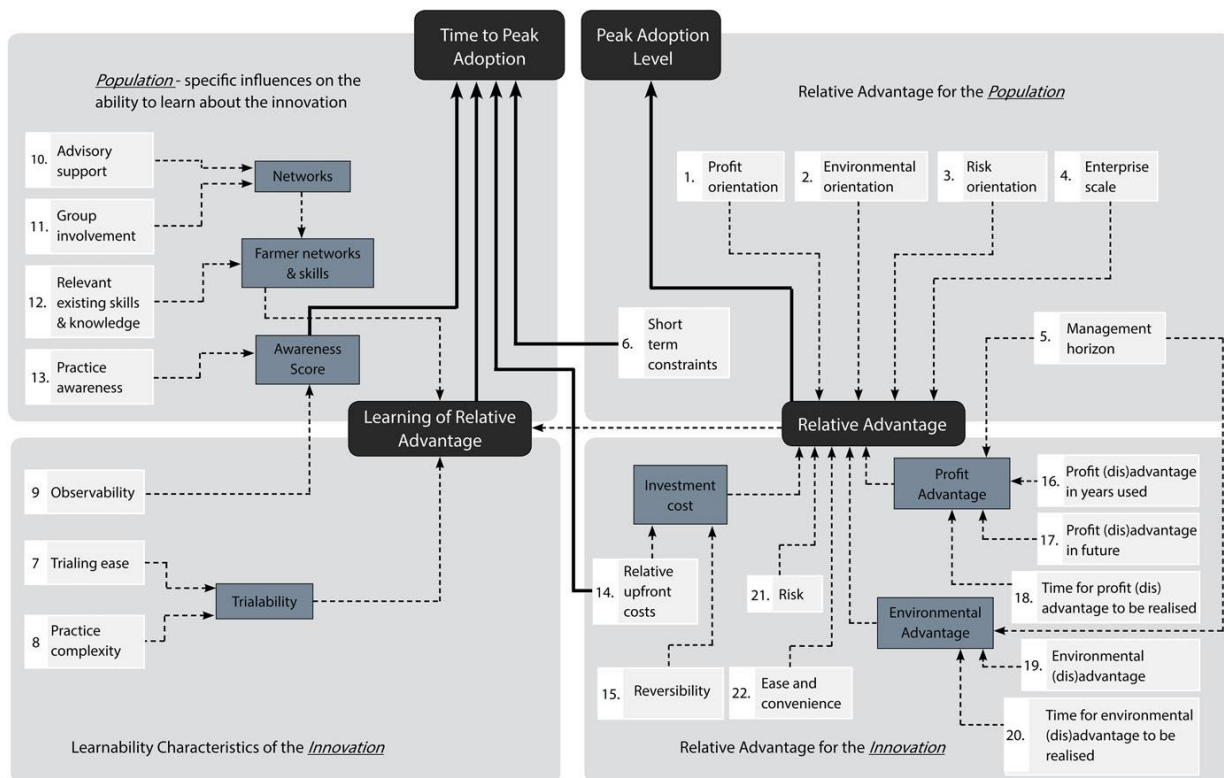 Time to Peak
Adoption
Peak Adoption
Level
Population - specific influences on the
ability to learn about the innovation
10. Advisory
support
11. Group
involvement
12. Relevant
existing skills
& knowledge
13. Practice
awareness
Networks
Farmer networks
& skills
Awareness
Score
Relative Advantage for the Population
1. Profit
orientation
2. Environmental
orientation
3. Risk
orientation
4. Enterprise
scale
5. Management
horizon
6. Short
term
constraints
Learning of Relative
Advantage
Relative Advantage
9 Observability
7 Trialing ease
8 Practice
complexity
Trialability
Learnability Characteristics of the Innovation
Investment
cost
Profit
Advantage
16. Profit (dis)advantage
in years used
17. Profit (dis)advantage
in future
14. Relative
upfront
costs
21. Risk
18. Time for profit (dis)
advantage to be realised
Environmental
Advantage
15. Reversibility
22. Ease and
convenience
19. Environmental
(dis)advantage
20. Time for environmental
(dis)advantage to be
realised
Relative Advantage for the Innovation